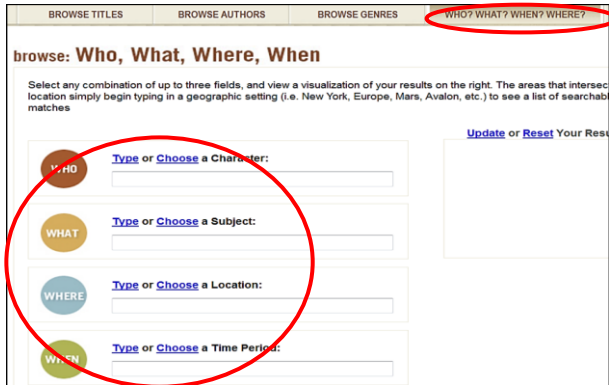 BROWSE TITLES BROWSE AUTHORS BROWSE GENRES WHO? WHAT? WHEN? WHERE?
browse: Who, What, Where, When
Select any combination of up to three fields, and view a visualization of your results on the right. The areas that intersec
location simply begin typing in a geographic setting (i.e. New York, Europe, Mars, Avalon, etc.) to see a list of searchabl
matches
Update or Reset Your Resu
WHO Type or Choose a Character:
WHAT Type or Choose a Subject:
WHERE Type or Choose a Location:
WHEN Type or Choose a Time Period: